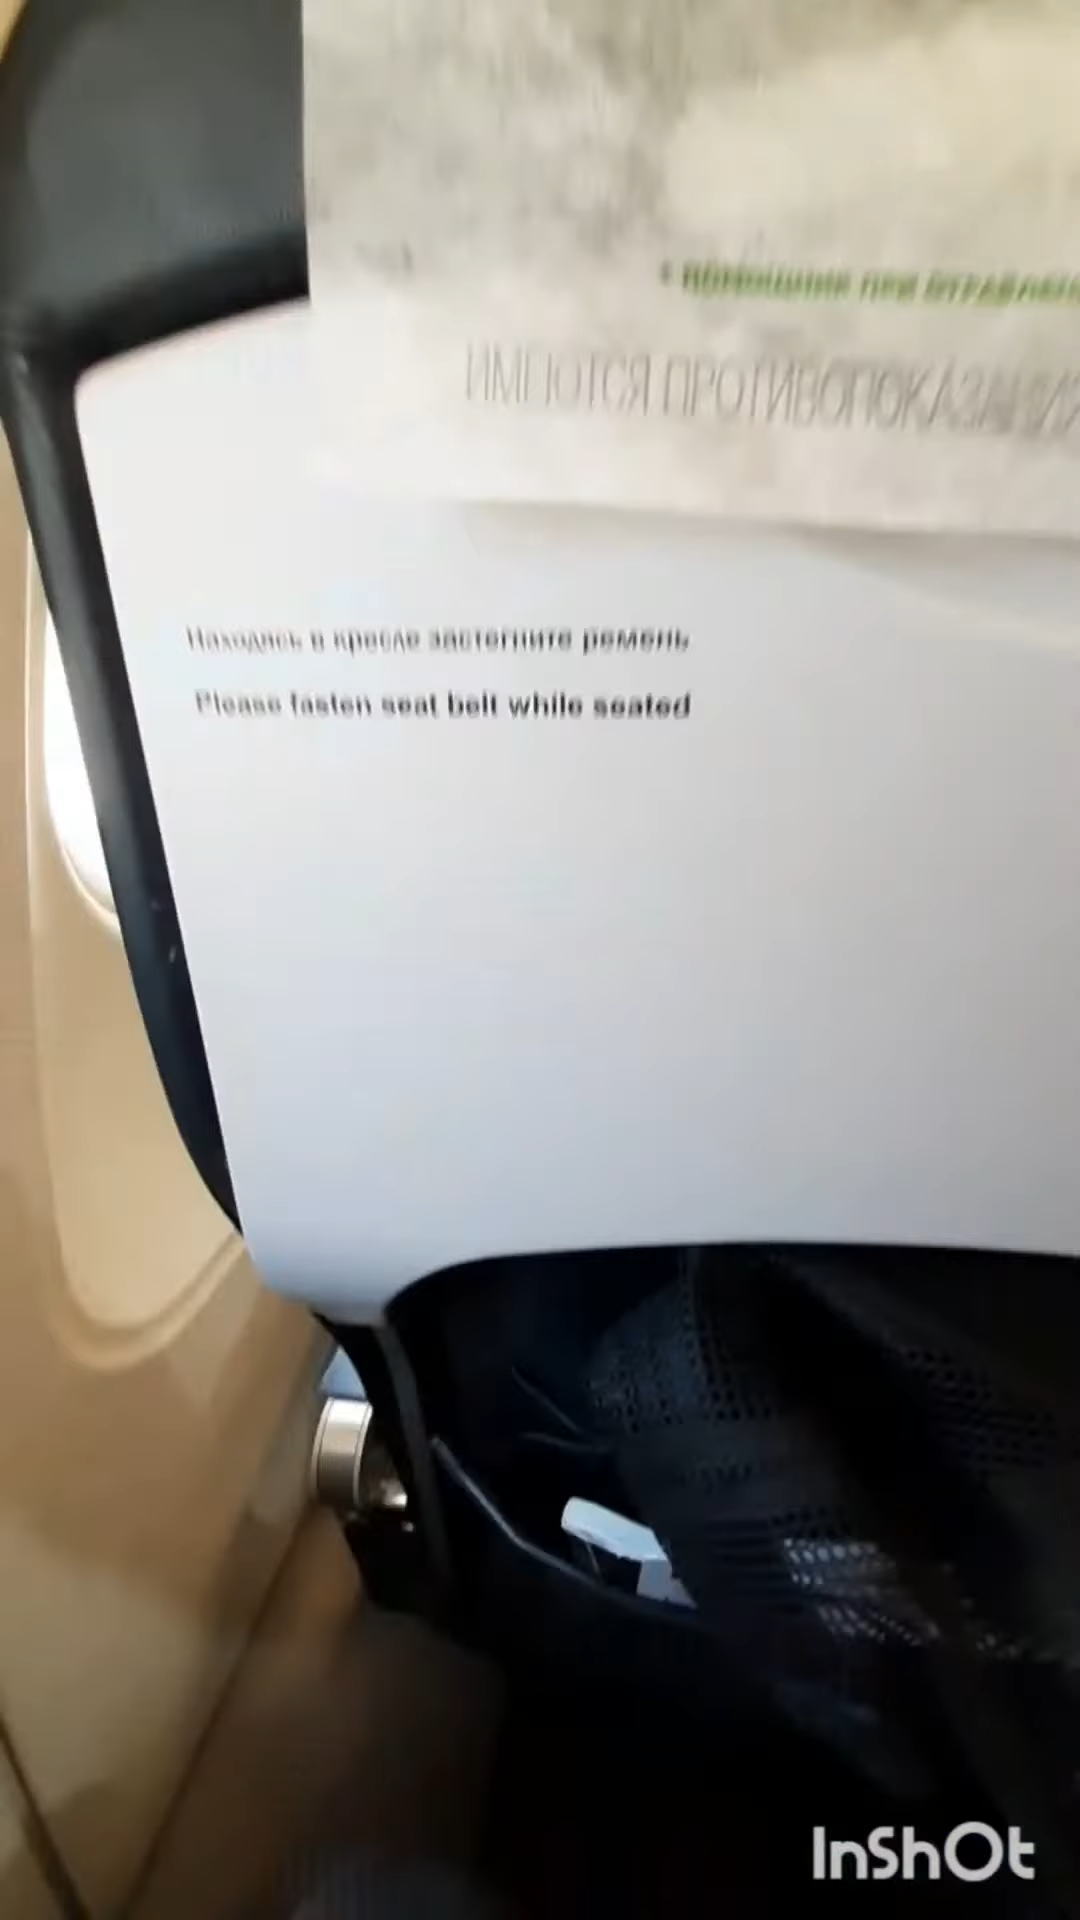 ИМЕЮТСЯ ПРОТИВОПОКАЗАНИЯ
Находясь в кресле застегните ремень
Please fasten seat belt while seated
InShOt